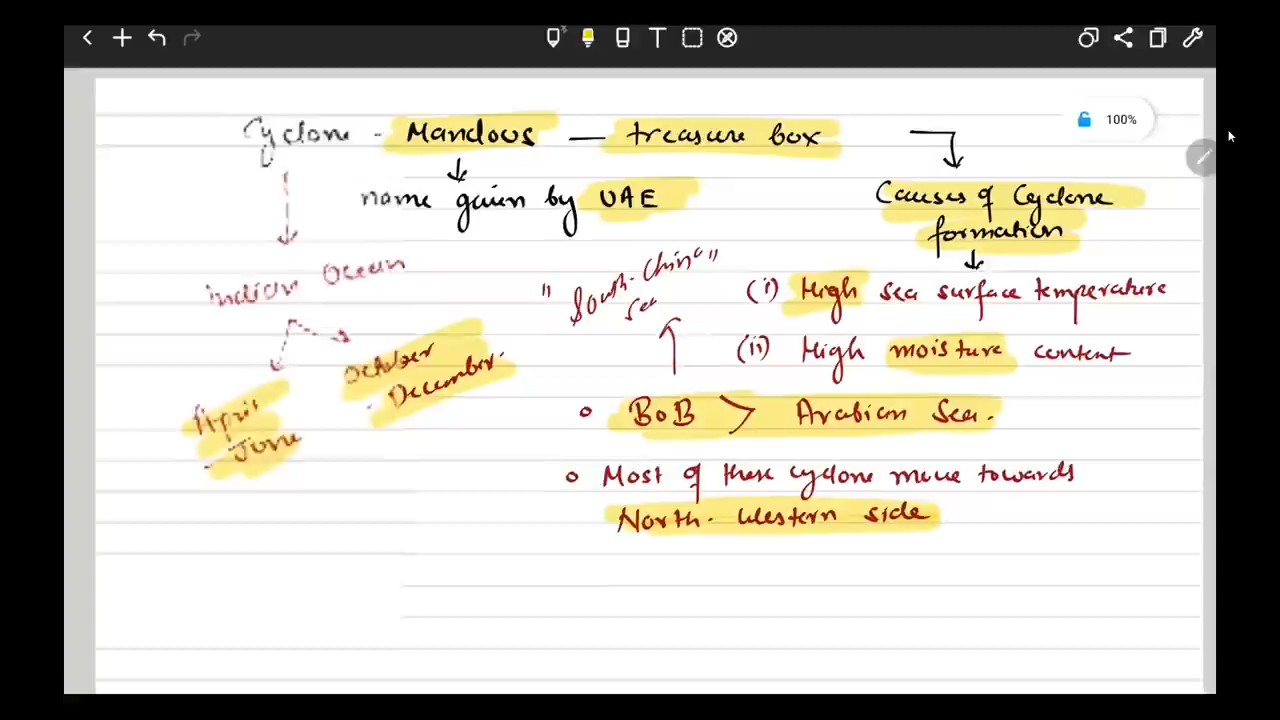 Cyclone - Mandous — treasure box
name given by UAE
Causes of Cyclone
formation
Indian Ocean
April
- June
October
- December.
"South-China"
Sea
(i) High sea surface temperature
(ii) High moisture content
BoB > Arabian Sea.
Most of these cyclone move towards
North-Western side
100%
T